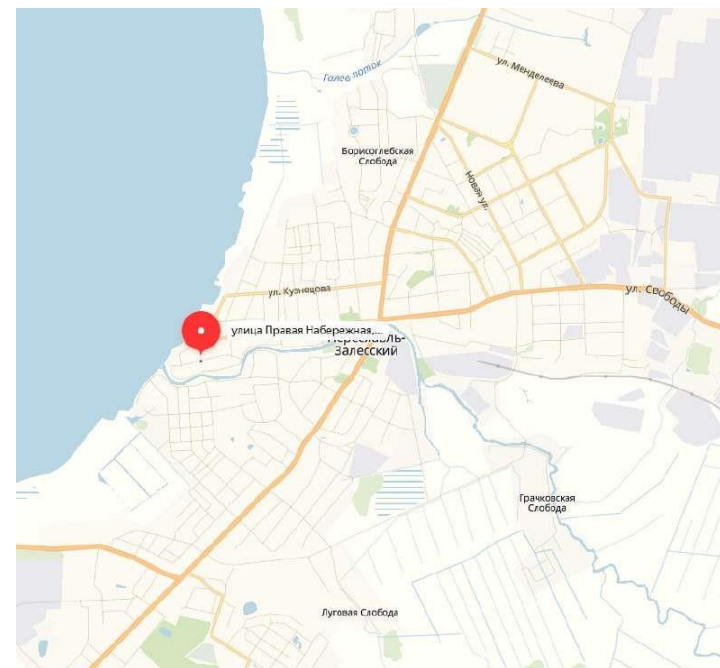 ул. Менделеева
Галев поток
Борисоглебская
Слобода
Новая ул.
ул. Кузнецова
ул. Свободы
улица Правая Набережная,...
Переславль-
Залесский
Грачковская
Слобода
Луговая Слобода